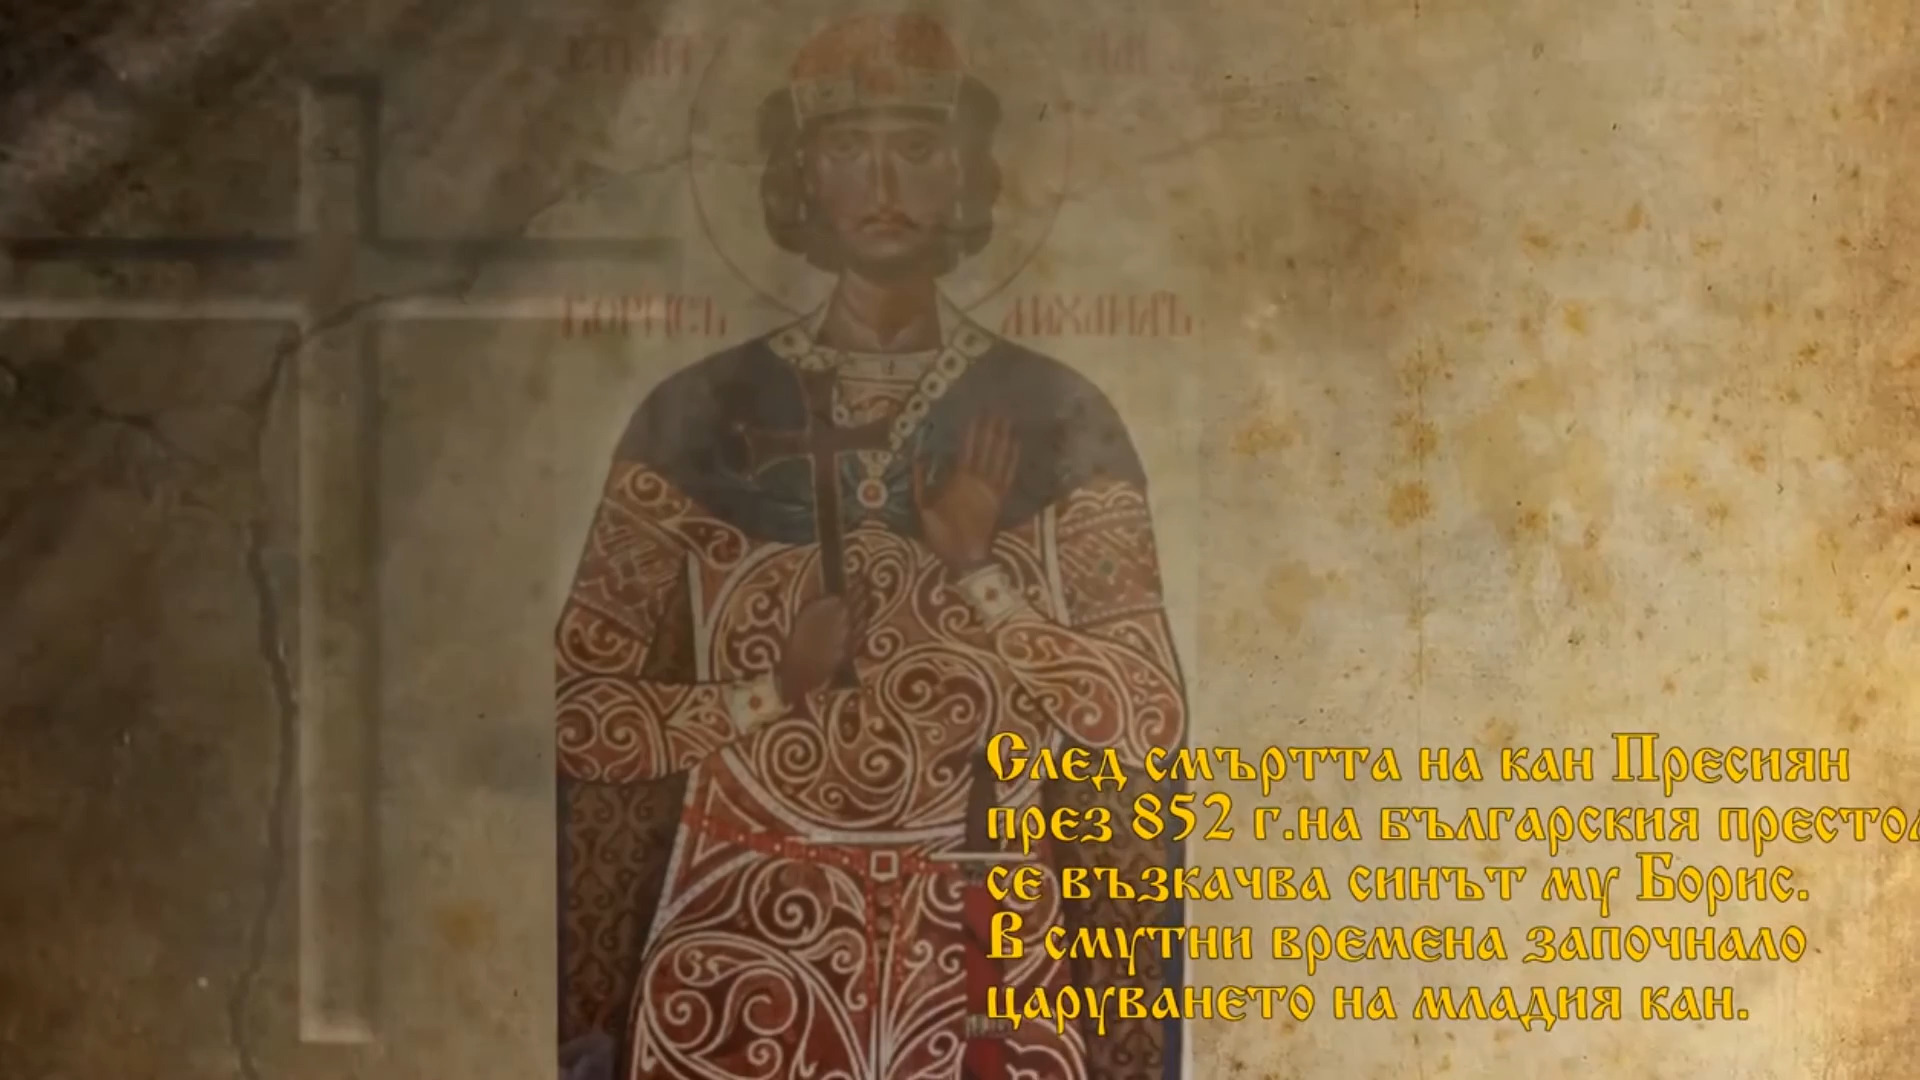 След смъртта на кан Пресиян
през 852 г.на българския престол
се възкачва синът му Борис.
В смутни времена започнало
царуването на младия кан.